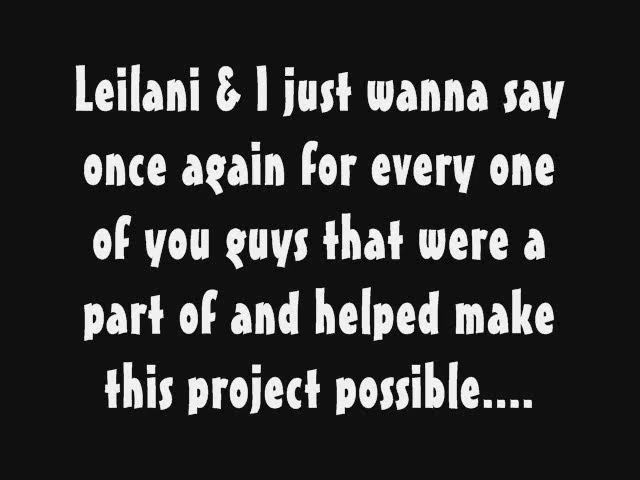 Leilani & I just wanna say
once again for every one
of you guys that were a
part of and helped make
this project possible....